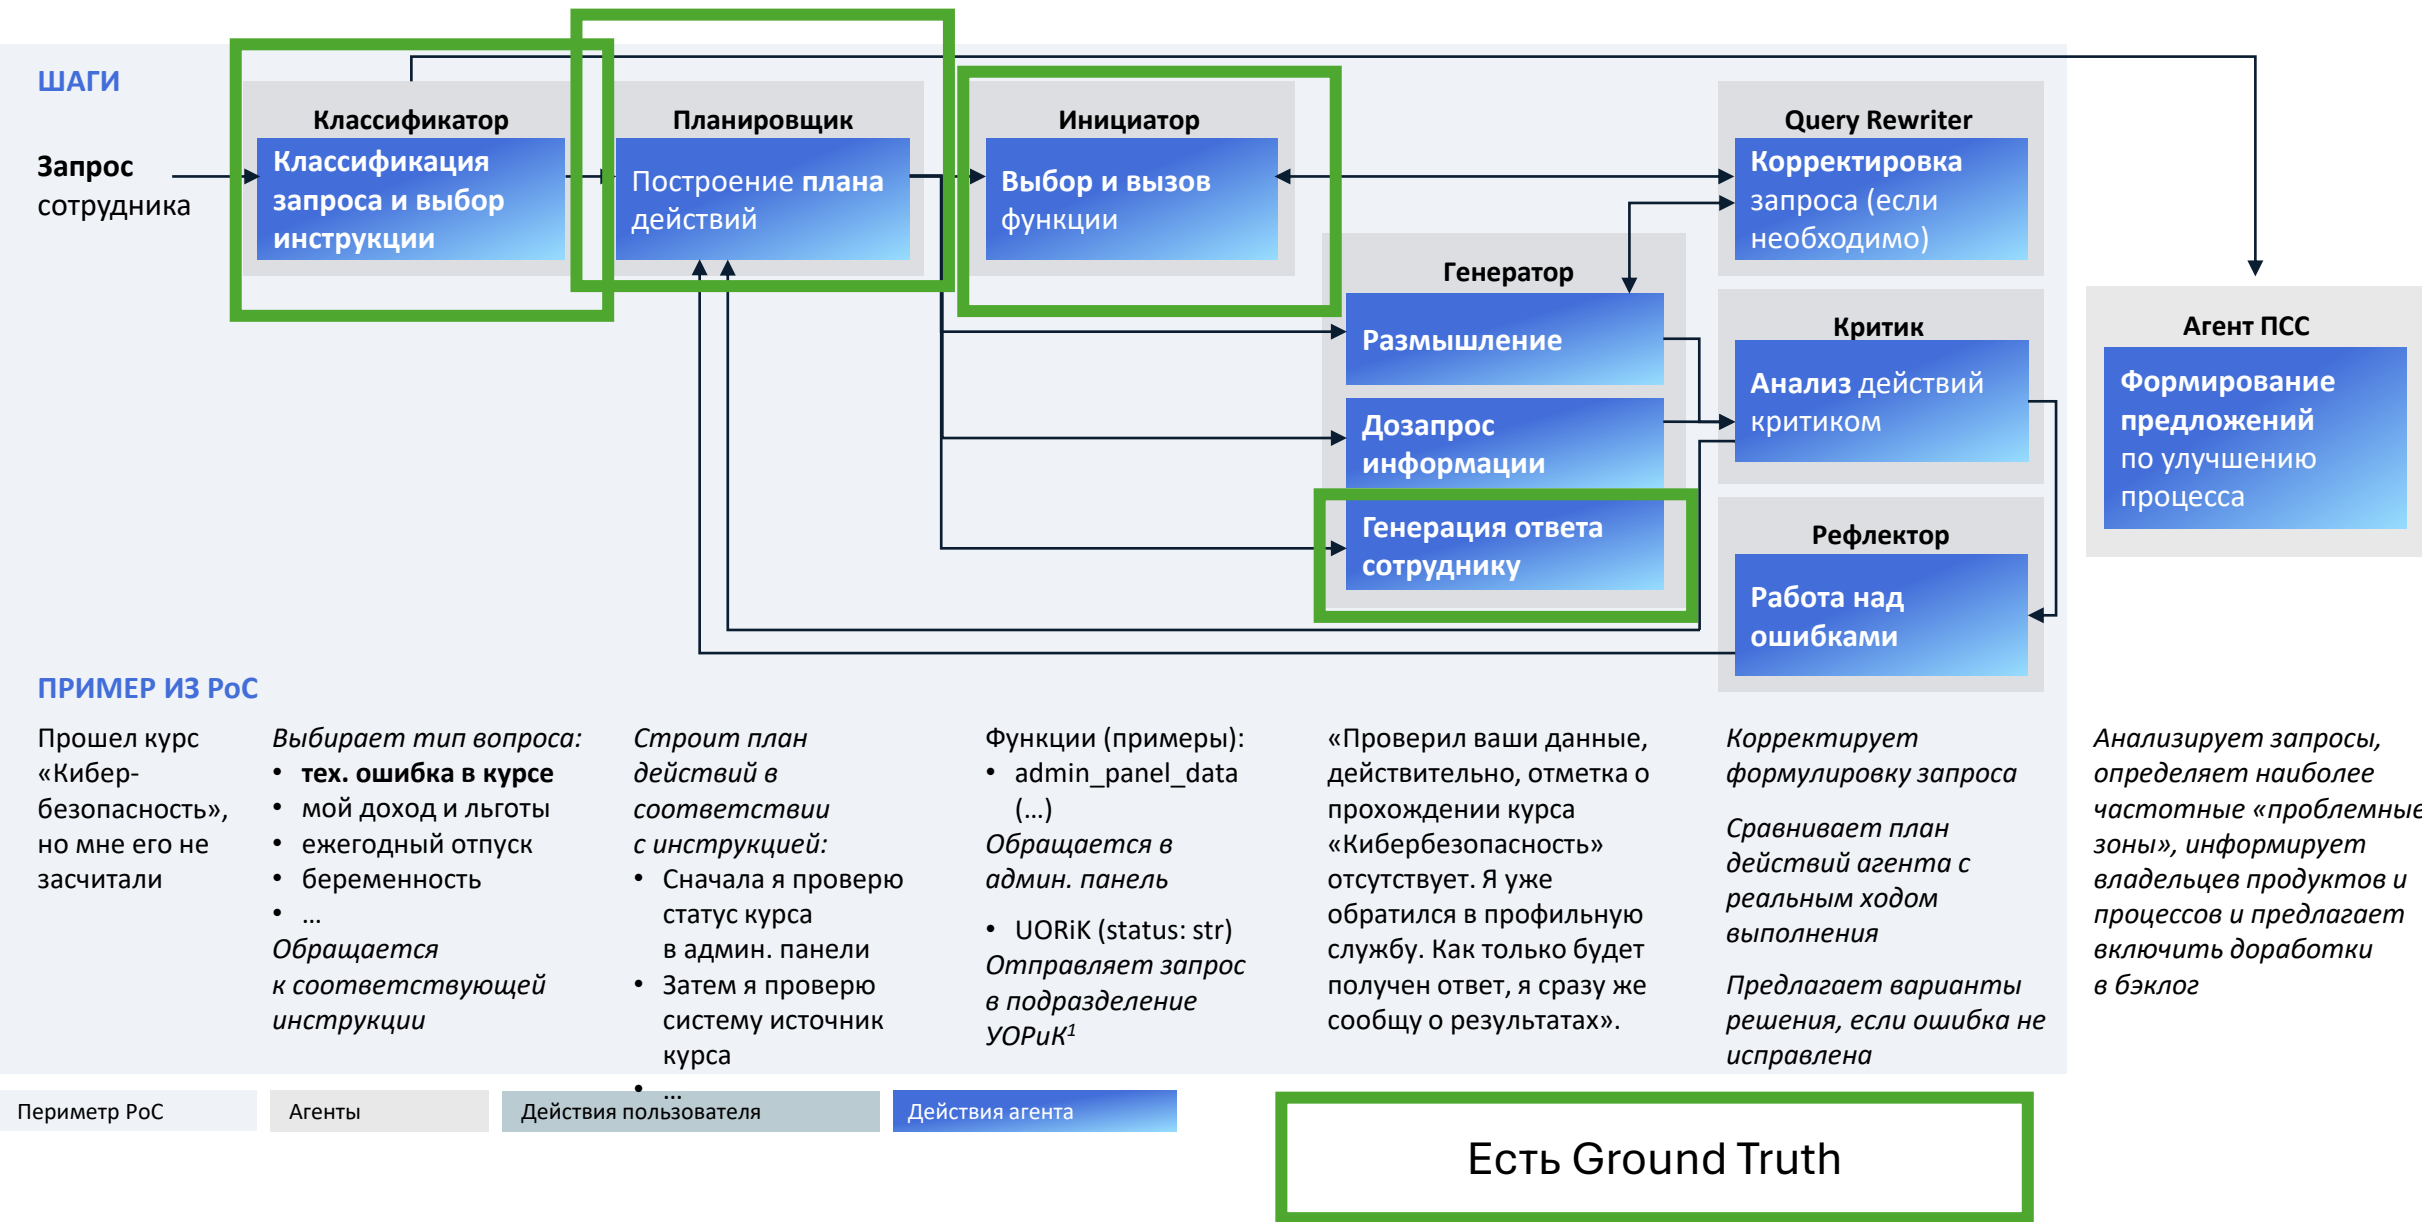 ШАГИ
Запрос
сотрудника
Классификатор
Классификация
запроса и выбор
инструкции
Планировщик
Построение плана
действий
Инициатор
Выбор и вызов
функции
Генератор
Размышление
Дозапрос
информации
Генерация ответа
сотруднику
Query Rewriter
Корректировка
запроса (если
необходимо)
Критик
Анализ действий
критиком
Рефлектор
Работа над
ошибками
Агент ПСС
Формирование
предложений
по улучшению
процесса
ПРИМЕР ИЗ PoC
Прошел курс
«Кибер-
безопасность»,
но мне его не
засчитали
Выбирает тип вопроса:
• тех. ошибка в курсе
• мой доход и льготы
• ежегодный отпуск
• беременность
• ...
Обращается
к соответствующей
инструкции
Строит план
действий в
соответствии
с инструкцией:
• Сначала я проверю
статус курса
в админ. панели
• Затем я проверю
систему источник
курса
• ...
Функции (примеры):
• admin_panel_data
(...)
Обращается в
админ. панель
• UORiK (status: str)
Отправляет запрос
в подразделение
УОРиК¹
«Проверил ваши данные,
действительно, отметка о
прохождении курса
«Кибербезопасность»
отсутствует. Я уже
обратился в профильную
службу. Как только будет
получен ответ, я сразу же
сообщу о результатах».
Корректирует
формулировку запроса
Сравнивает план
действий агента с
реальным ходом
выполнения
Предлагает варианты
решения, если ошибка не
исправлена
Анализирует запросы,
определяет наиболее
частотные «проблемные
зоны», информирует
владельцев продуктов и
процессов и предлагает
включить доработки
в бэклог
Периметр PoC
Агенты
Действия пользователя
Действия агента
Есть Ground Truth